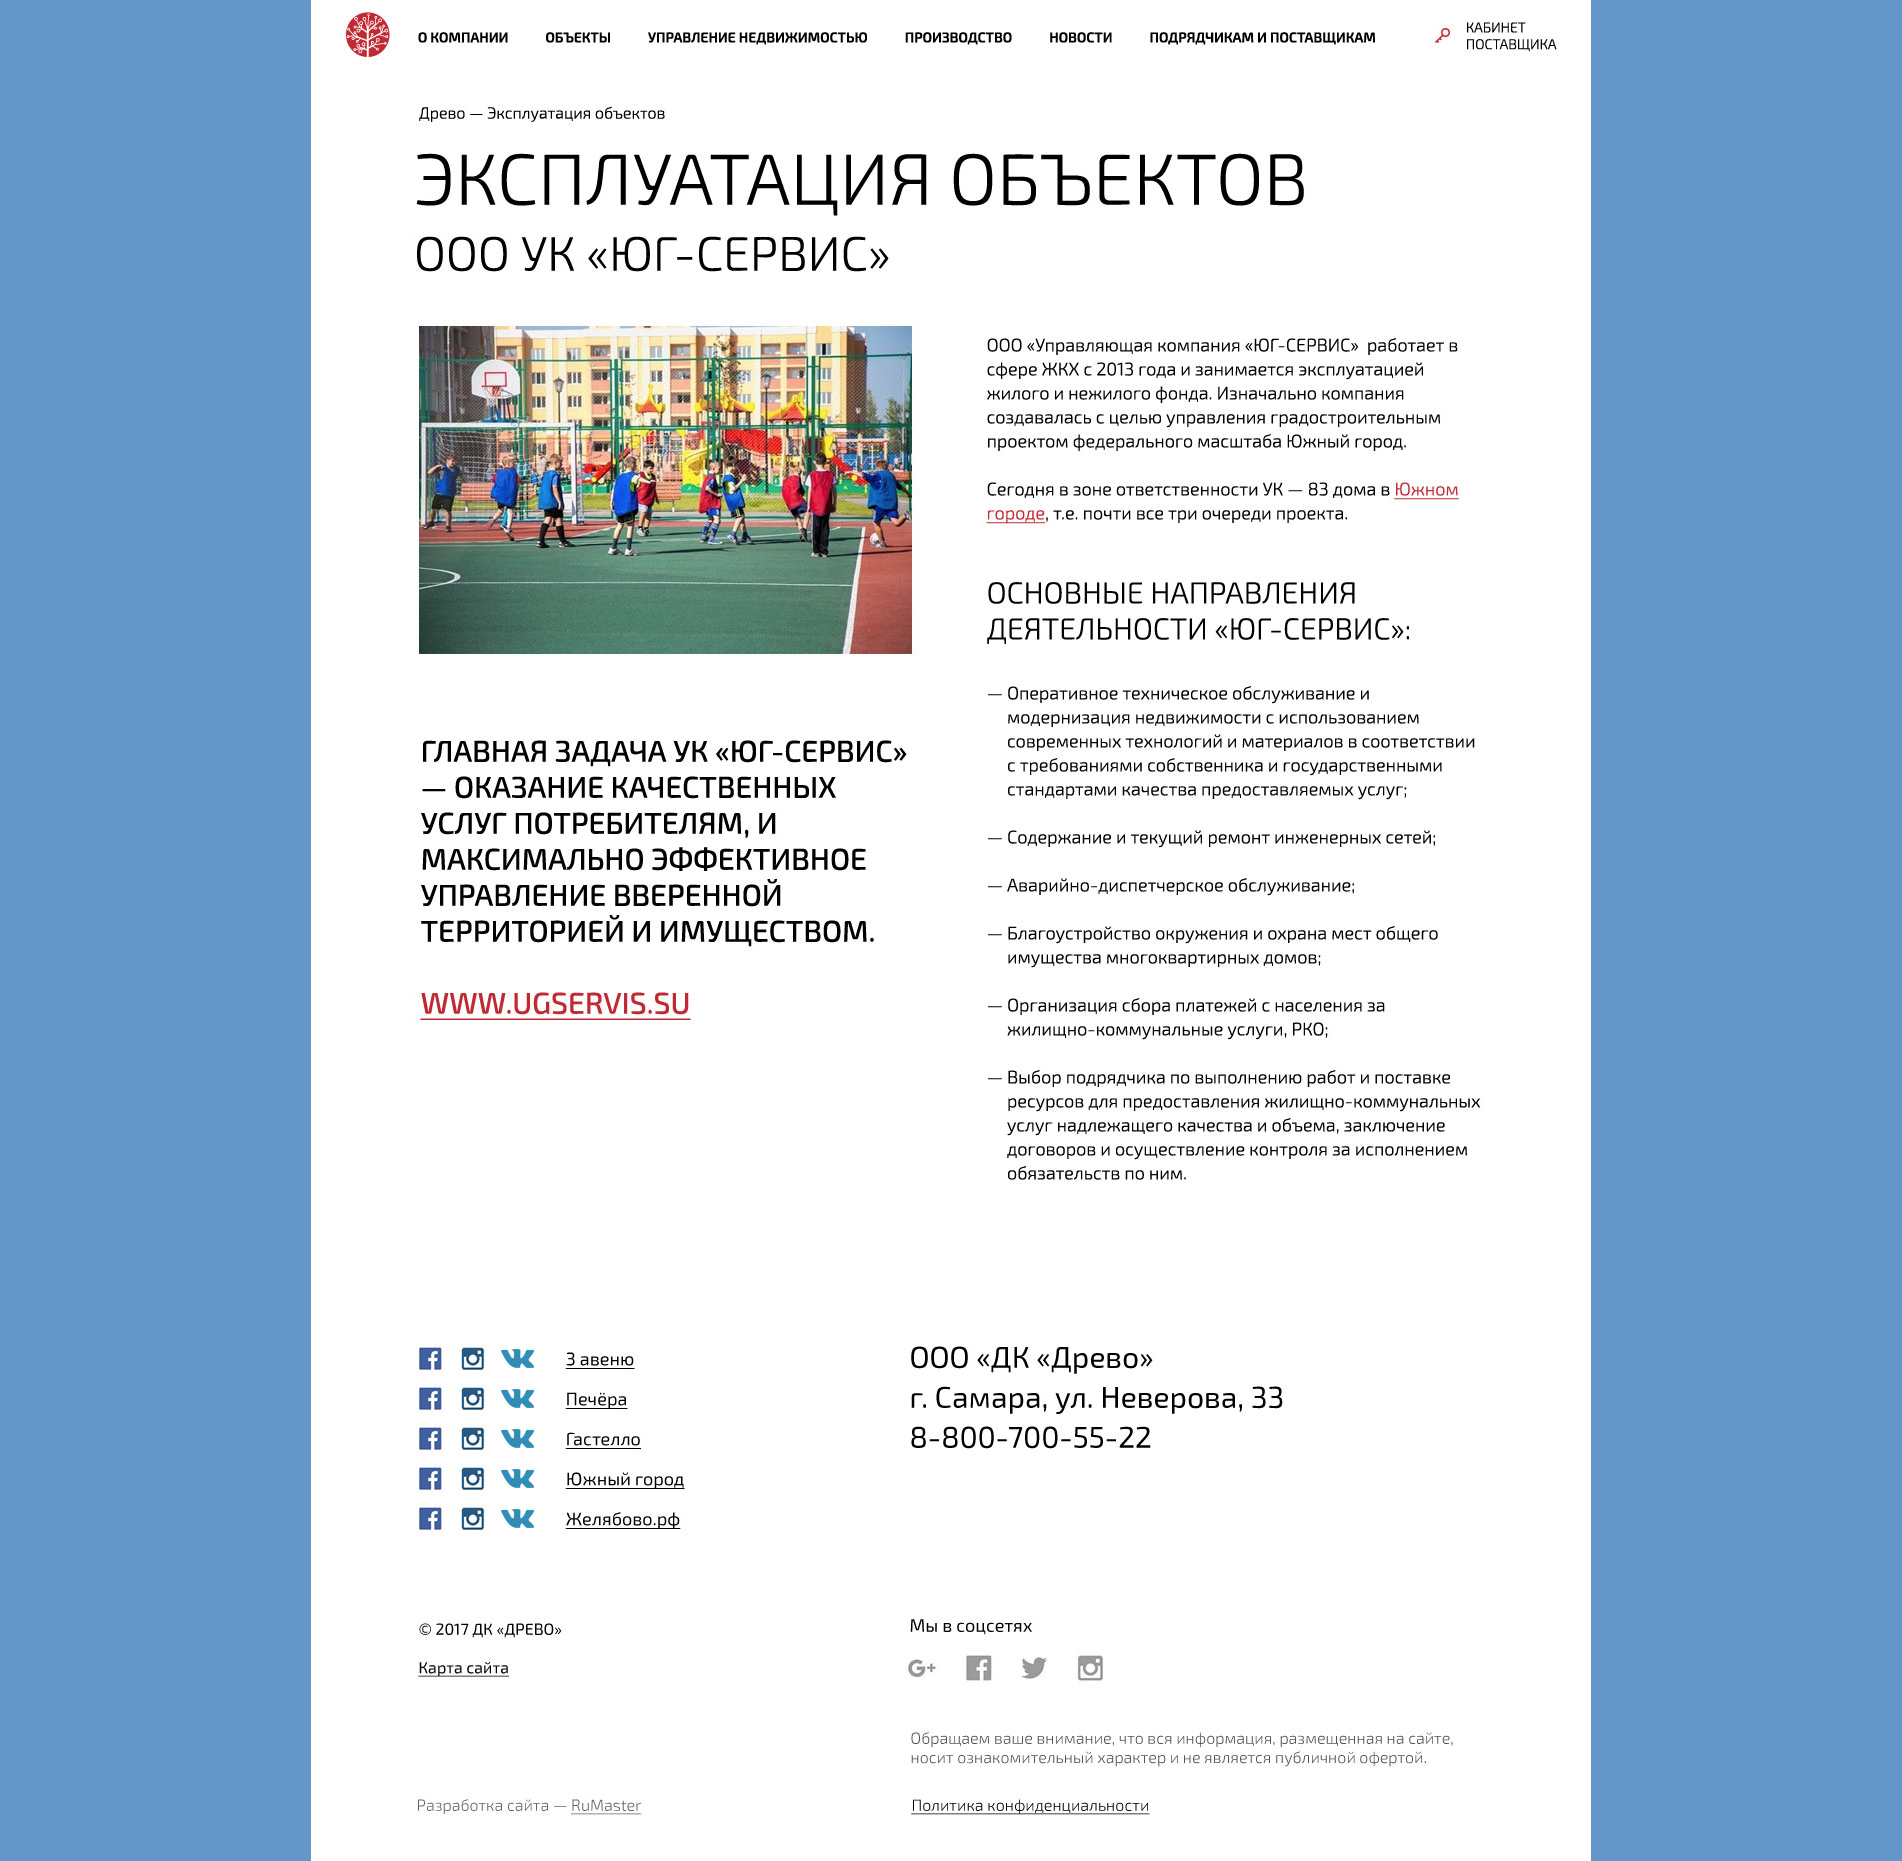 О КОМПАНИИ ОБЪЕКТЫ УПРАВЛЕНИЕ НЕДВИЖИМОСТЬЮ ПРОИЗВОДСТВО НОВОСТИ ПОДРЯДЧИКАМ И ПОСТАВЩИКАМ
КАБИНЕТ
ПОСТАВЩИКА
Древо — Эксплуатация объектов
ЭКСПЛУАТАЦИЯ ОБЪЕКТОВ
ООО УК «ЮГ-СЕРВИС»
ГЛАВНАЯ ЗАДАЧА УК «ЮГ-СЕРВИС»
— ОКАЗАНИЕ КАЧЕСТВЕННЫХ
УСЛУГ ПОТРЕБИТЕЛЯМ, И
МАКСИМАЛЬНО ЭФФЕКТИВНОЕ
УПРАВЛЕНИЕ ВВЕРЕННОЙ
ТЕРРИТОРИЕЙ И ИМУЩЕСТВОМ.
WWW.UGSERVIS.SU
ООО «Управляющая компания «ЮГ-СЕРВИС»  работает в
сфере ЖКХ с 2013 года и занимается эксплуатацией
жилого и нежилого фонда. Изначально компания
создавалась с целью управления градостроительным
проектом федерального масштаба Южный город.
Сегодня в зоне ответственности УК — 83 дома в Южном
городе, т.е. почти все три очереди проекта.
ОСНОВНЫЕ НАПРАВЛЕНИЯ
ДЕЯТЕЛЬНОСТИ «ЮГ-СЕРВИС»:
— Оперативное техническое обслуживание и
модернизация недвижимости с использованием
современных технологий и материалов в соответствии
с требованиями собственника и государственными
стандартами качества предоставляемых услуг;
— Содержание и текущий ремонт инженерных сетей;
— Аварийно-диспетчерское обслуживание;
— Благоустройство окружения и охрана мест общего
имущества многоквартирных домов;
— Организация сбора платежей с населения за
жилищно-коммунальные услуги, РКО;
— Выбор подрядчика по выполнению работ и поставке
ресурсов для предоставления жилищно-коммунальных
услуг надлежащего качества и объема, заключение
договоров и осуществление контроля за исполнением
обязательств по ним.
3 авеню
Печёра
Гастелло
Южный город
Желябово.рф
ООО «ДК «Древо»
г. Самара, ул. Неверова, 33
8-800-700-55-22
© 2017 ДК «ДРЕВО»
Карта сайта
Мы в соцсетях
Обращаем ваше внимание, что вся информация, размещенная на сайте,
носит ознакомительный характер и не является публичной офертой.
Разработка сайта — RuMaster
Политика конфиденциальности